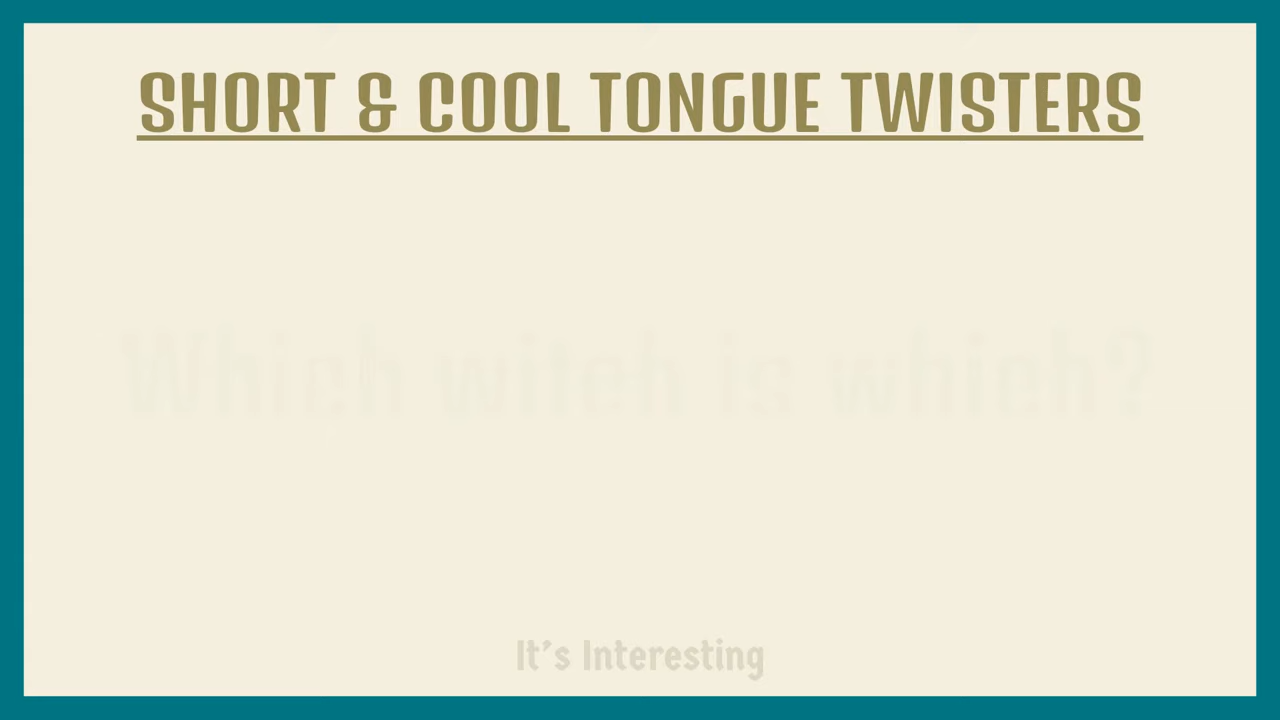 SHORT & COOL TONGUE TWISTERS
Which witch is which?
It's Interesting